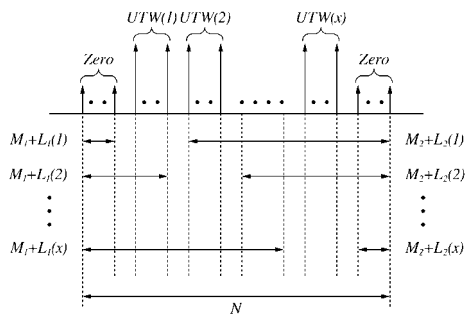 UTW(1) UTW(2) UTW(x)
Zero Zero
M₁+L₁(1) M₂+L₂(1)
M₁+L₁(2) M₂+L₂(2)
M₁+L₁(x) M₂+L₂(x)
N